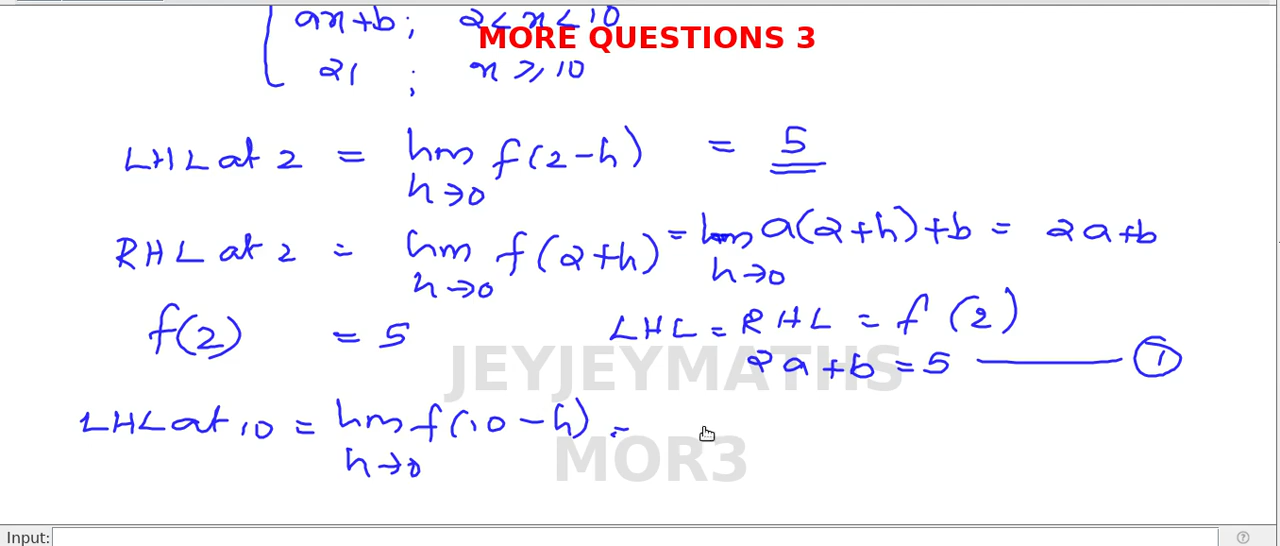 ax+b ; 2<x<10
MORE QUESTIONS 3
21 ; x ≥ 10
LHL at 2 = lim h→0 f(2-h) = 5
RHL at 2 = lim h→0 f(2+h) = lim h→0 a(2+h)+b = 2a+b
f(2) = 5 LHL = RHL = f(2)
2a+b = 5 ——— ①
JEYJEYMATHS
LHL at 10 = lim h→0 f(10-h) =
MOR3
Input: